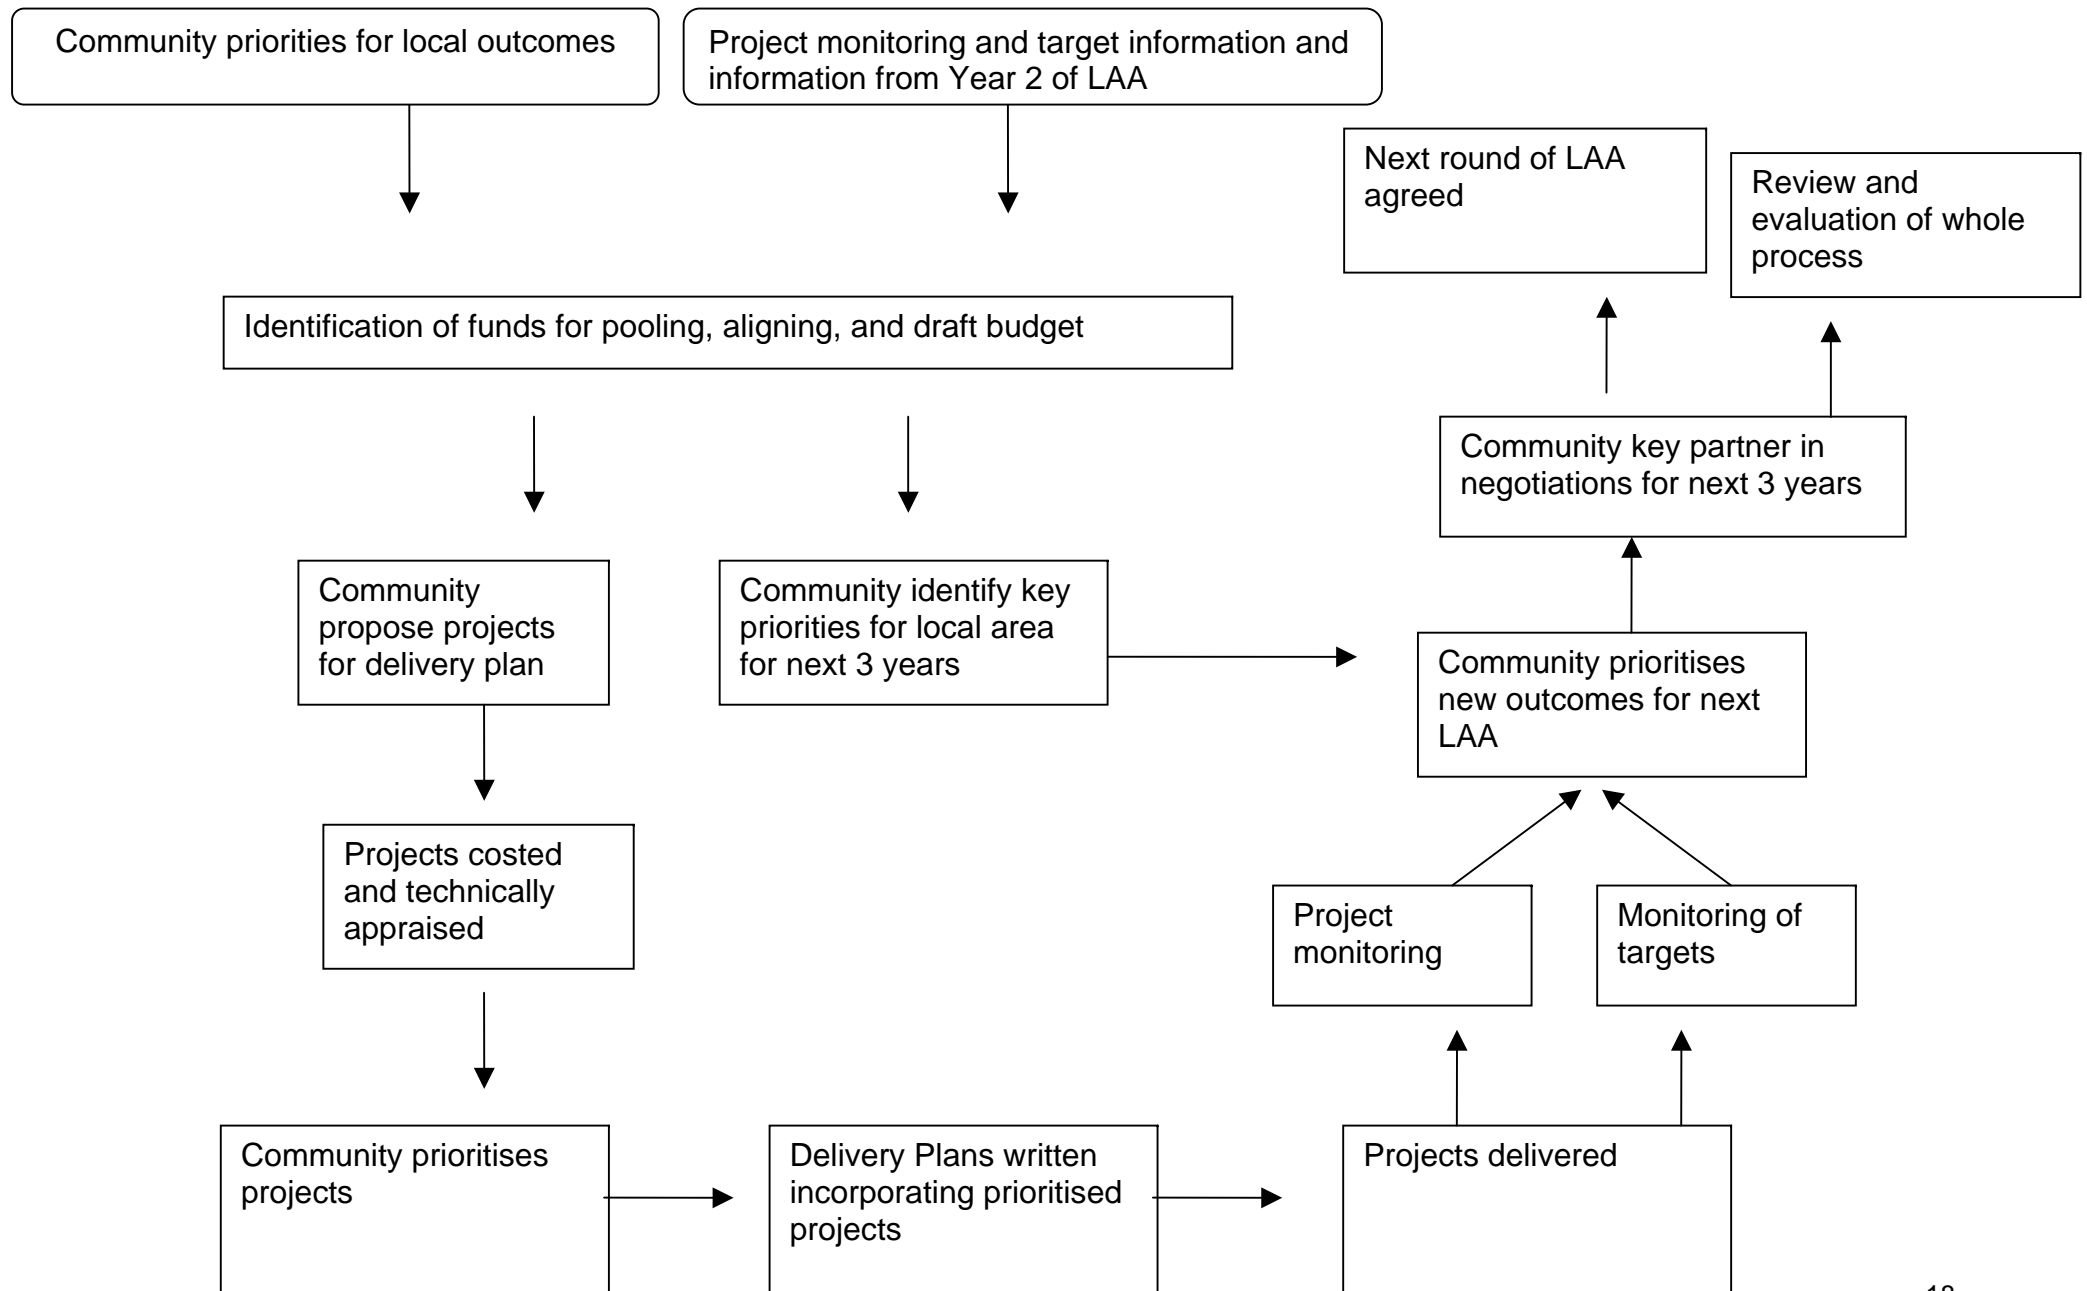 Community priorities for local outcomes
Project monitoring and target information and
information from Year 2 of LAA
Next round of LAA
agreed
Review and
evaluation of whole
process
Identification of funds for pooling, aligning, and draft budget
Community key partner in
negotiations for next 3 years
Community
propose projects
for delivery plan
Community identify key
priorities for local area
for next 3 years
Community prioritises
new outcomes for next
LAA
Projects costed
and technically
appraised
Project
monitoring
Monitoring of
targets
Community prioritises
projects
Delivery Plans written
incorporating prioritised
projects
Projects delivered